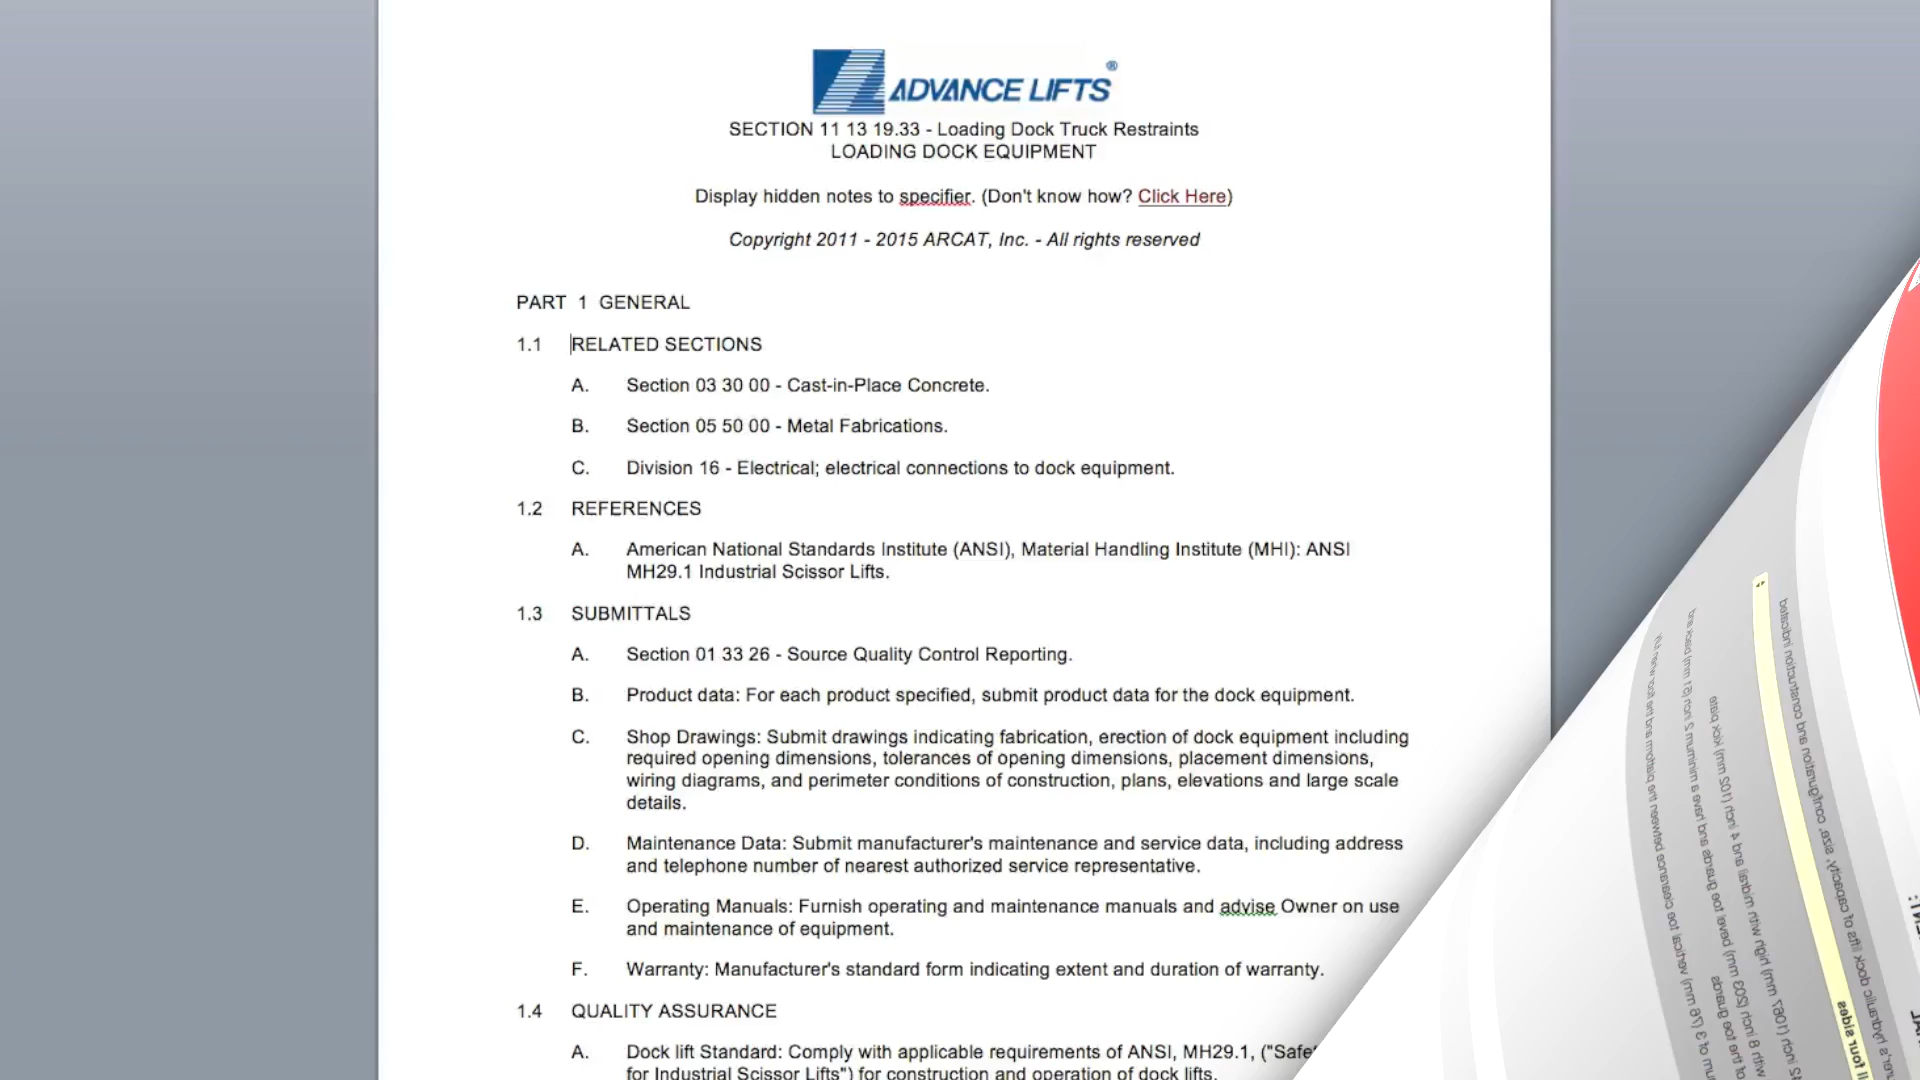 ADVANCE LIFTS®
SECTION 11 13 19.33 - Loading Dock Truck Restraints
LOADING DOCK EQUIPMENT
Display hidden notes to specifier. (Don't know how? Click Here)
Copyright 2011 - 2015 ARCAT, Inc. - All rights reserved
PART 1 GENERAL
1.1 RELATED SECTIONS
A. Section 03 30 00 - Cast-in-Place Concrete.
B. Section 05 50 00 - Metal Fabrications.
C. Division 16 - Electrical; electrical connections to dock equipment.
1.2 REFERENCES
A. American National Standards Institute (ANSI), Material Handling Institute (MHI): ANSI
MH29.1 Industrial Scissor Lifts.
1.3 SUBMITTALS
A. Section 01 33 26 - Source Quality Control Reporting.
B. Product data: For each product specified, submit product data for the dock equipment.
C. Shop Drawings: Submit drawings indicating fabrication, erection of dock equipment including
required opening dimensions, tolerances of opening dimensions, placement dimensions,
wiring diagrams, and perimeter conditions of construction, plans, elevations and large scale
details.
D. Maintenance Data: Submit manufacturer's maintenance and service data, including address
and telephone number of nearest authorized service representative.
E. Operating Manuals: Furnish operating and maintenance manuals and advise Owner on use
and maintenance of equipment.
F. Warranty: Manufacturer's standard form indicating extent and duration of warranty.
1.4 QUALITY ASSURANCE
A. Dock lift Standard: Comply with applicable requirements of ANSI, MH29.1, ("Safe
for Industrial Scissor Lifts") for construction and operation of dock lifts.